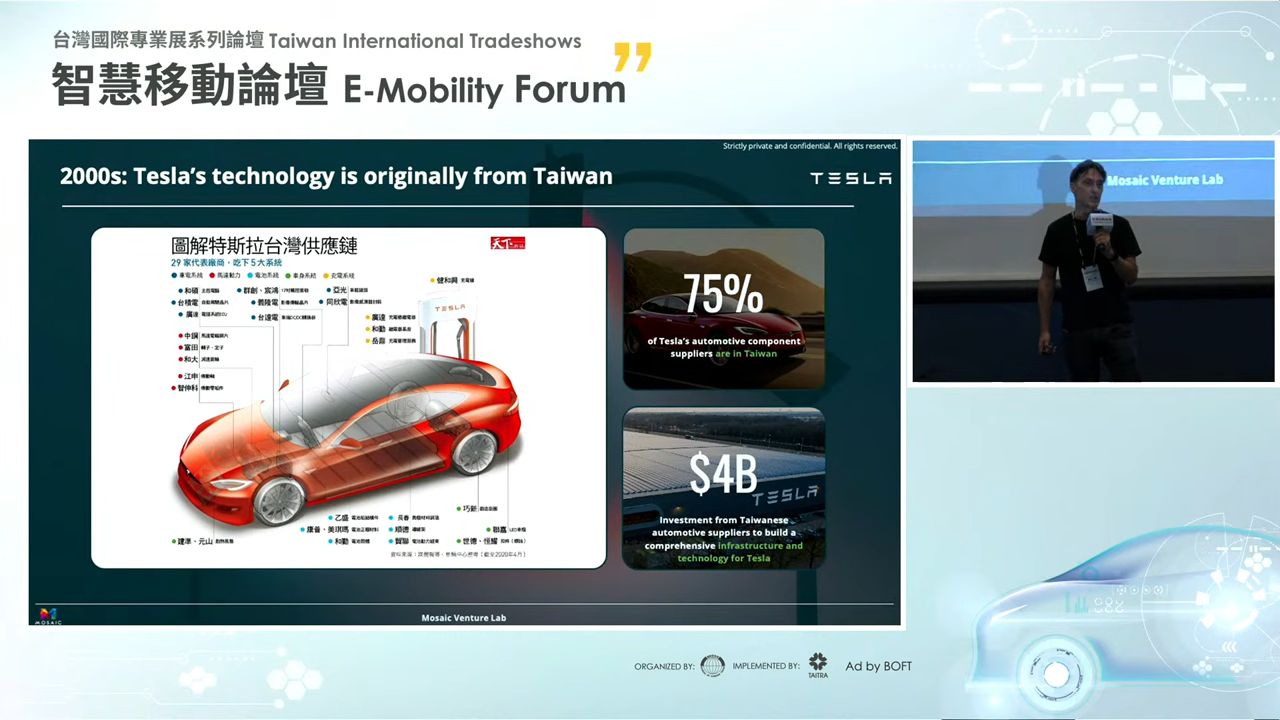 台灣國際專業展系列論壇 Taiwan International Tradeshows
智慧移動論壇 E-Mobility Forum
Strictly private and confidential. All rights reserved.
2000s: Tesla's technology is originally from Taiwan
TESLA
圖解特斯拉台灣供應鏈
天下
29家代表廠商，吃下5大系統
車電系統 馬達動力 電池系統 車身系統 充電系統
健和興
和碩
群創、宸鴻
亞光
台積電
義隆電
同欣電
廣達
台達電
廣達
和勤
岳鼎
TESLA
中鋼
富田
和大
江申
智伸科
巧新
乙盛
長春
康普、美琪瑪
順德
聯嘉
建準、元山
和勤
貿聯
世德、恒耀
75%
of Tesla's automotive component
suppliers are in Taiwan
$4B
TESLA
Investment from Taiwanese
automotive suppliers to build a
comprehensive infrastructure and
technology for Tesla
MOSAIC
Mosaic Venture Lab
Mosaic Venture Lab
ORGANIZED BY:
IMPLEMENTED BY:
TAITRA
Ad by BOFT